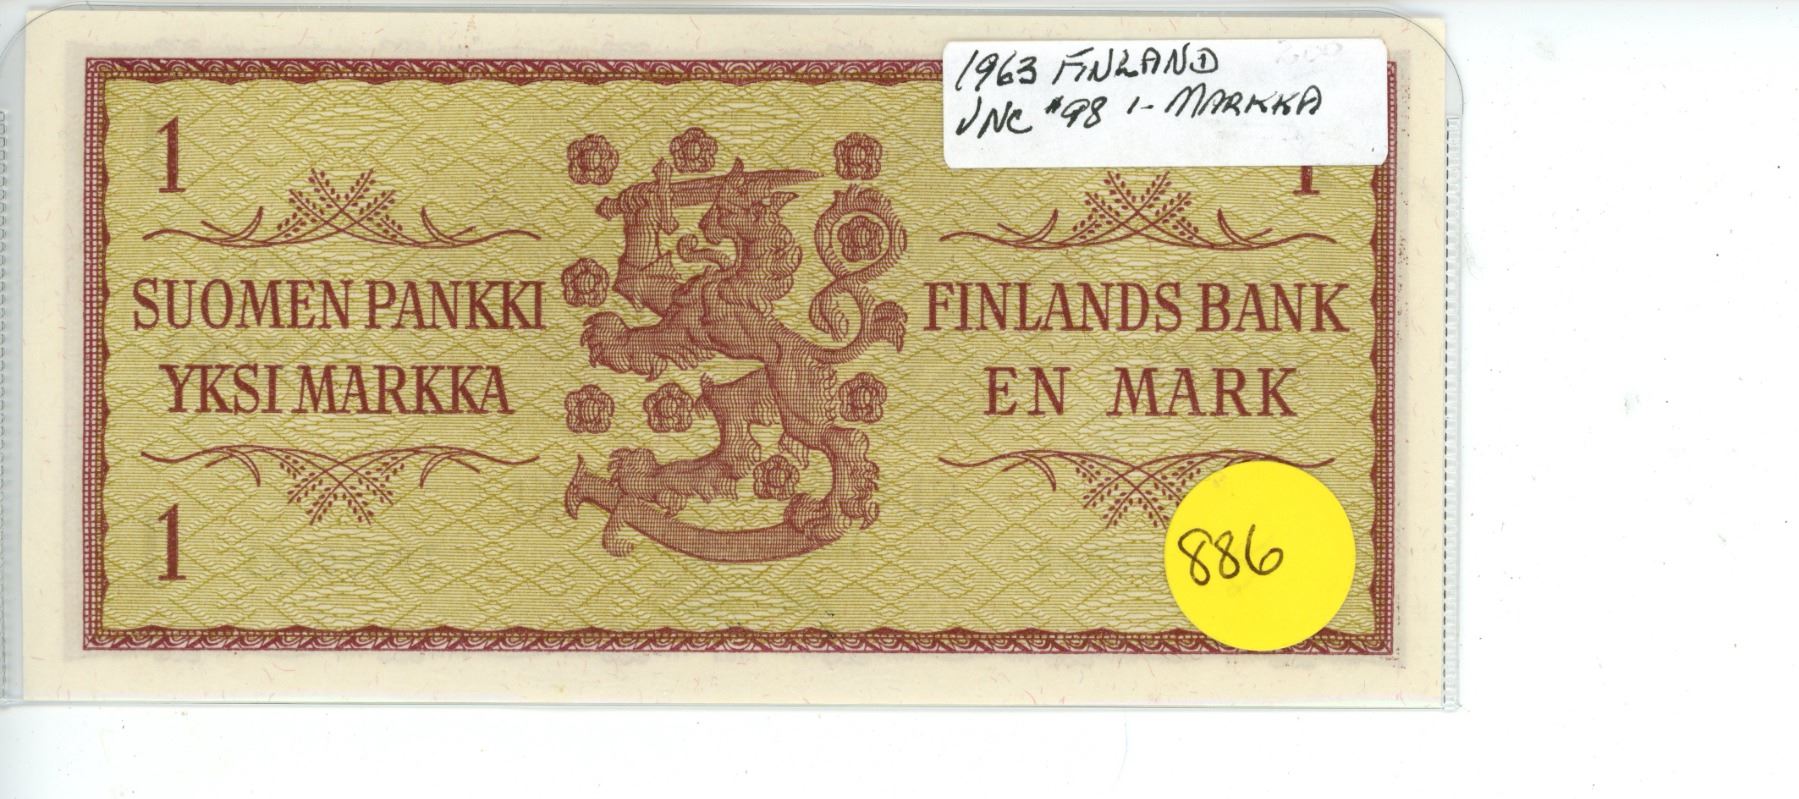 1963 FINLAND
UNC #98 1- MARKKA
1
1
SUOMEN PANKKI
YKSI MARKKA
FINLANDS BANK
EN MARK
1
886